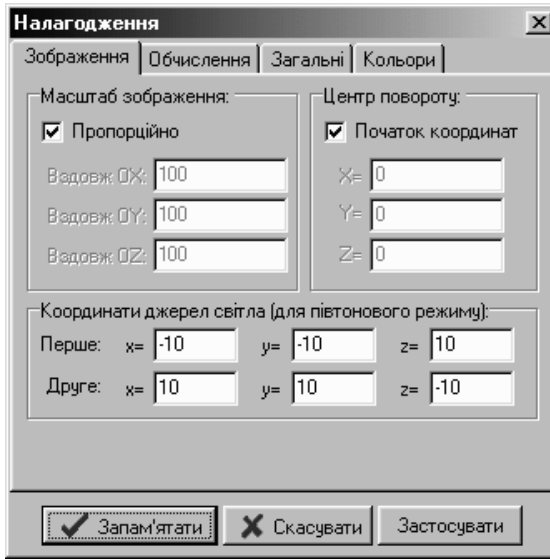 Налагодження
Зображення Обчислення Загальні Кольори
Масштаб зображення: Центр повороту:
Пропорційно Початок координат
Вздовж OX: 100 X= 0
Вздовж OY: 100 Y= 0
Вздовж OZ: 100 Z= 0
Координати джерел світла (для півтонового режиму):
Перше: x= -10 y= -10 z= 10
Друге: x= 10 y= 10 z= -10
Запам'ятати Скасувати Застосувати